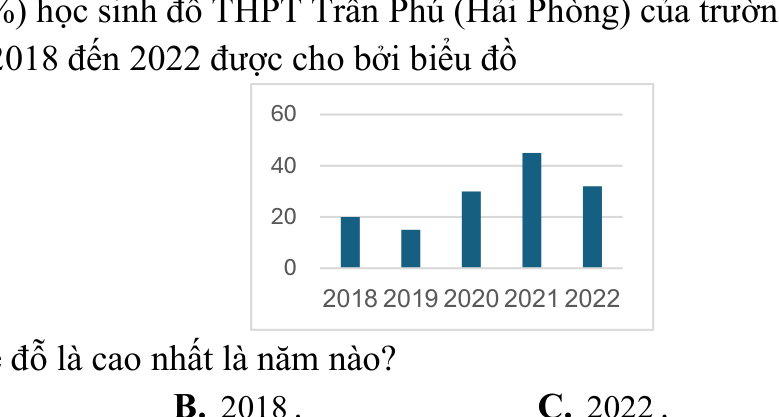 %) học sinh đỗ THPT Trần Phú (Hải Phòng) của trườn
2018 đến 2022 được cho bởi biểu đồ
60
40
20
0
2018 2019 2020 2021 2022
đỗ là cao nhất là năm nào?
B. 2018 . C. 2022 .